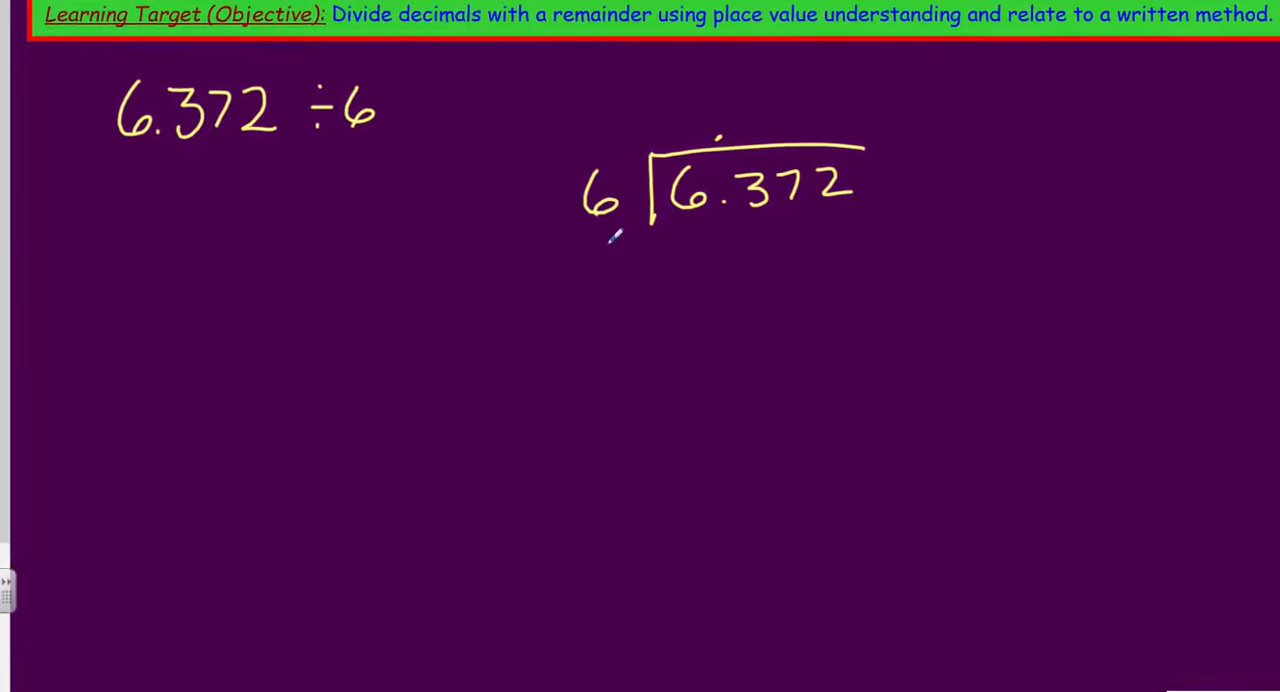 Learning Target (Objective): Divide decimals with a remainder using place value understanding and relate to a written method.
6.372 ÷ 6
.
6 6.372